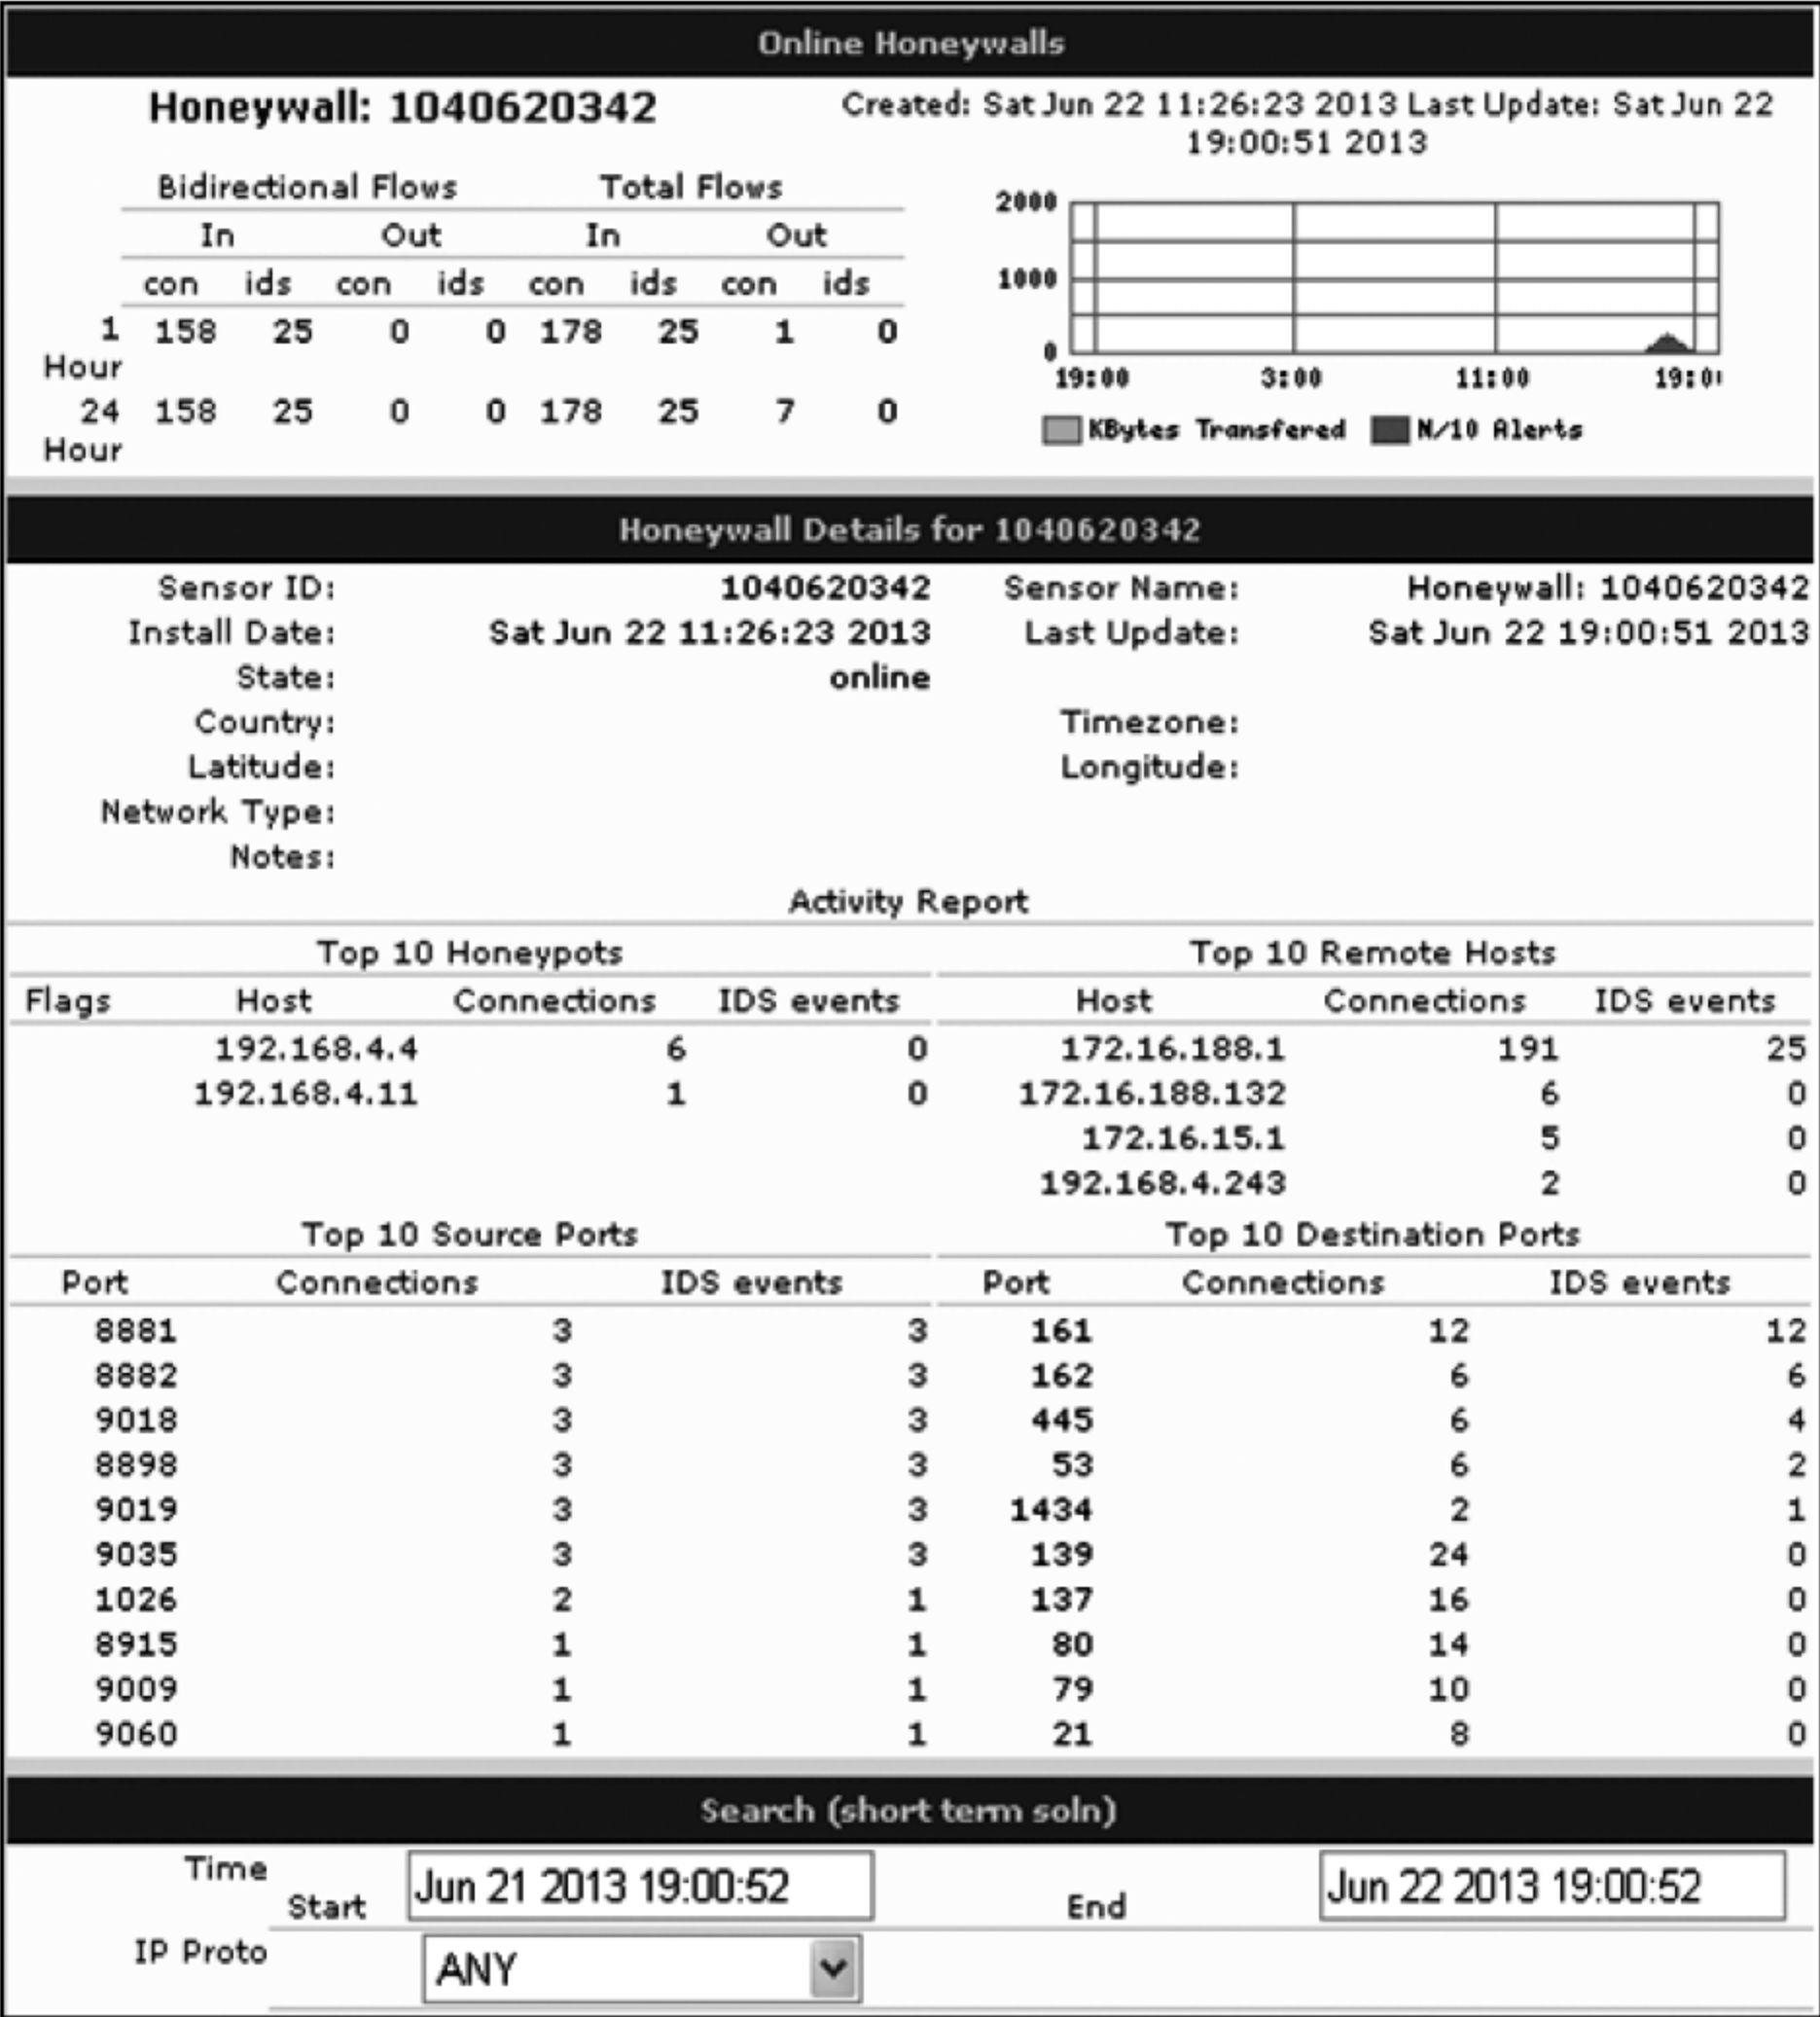 Online Honeywalls
Honeywall: 1040620342
Created: Sat Jun 22 11:26:23 2013 Last Update: Sat Jun 22
19:00:51 2013
Bidirectional Flows Total Flows
In Out In Out
con ids con ids con ids con ids
1 158 25 0 0 178 25 1 0
Hour
24 158 25 0 0 178 25 7 0
Hour
2000
1000
0
19:00 3:00 11:00 19:0
KBytes Transfered N/10 Alerts
Honeywall Details for 1040620342
Sensor ID: 1040620342 Sensor Name: Honeywall: 1040620342
Install Date: Sat Jun 22 11:26:23 2013 Last Update: Sat Jun 22 19:00:51 2013
State: online
Country: Timezone:
Latitude: Longitude:
Network Type:
Notes:
Activity Report
Top 10 Honeypots Top 10 Remote Hosts
Flags Host Connections IDS events Host Connections IDS events
192.168.4.4 6 0 172.16.188.1 191 25
192.168.4.11 1 0 172.16.188.132 6 0
172.16.15.1 5 0
192.168.4.243 2 0
Top 10 Source Ports Top 10 Destination Ports
Port Connections IDS events Port Connections IDS events
8881 3 3 161 12 12
8882 3 3 162 6 6
9018 3 3 445 6 4
8898 3 3 53 6 2
9019 3 3 1434 2 1
9035 3 3 139 24 0
1026 2 1 137 16 0
8915 1 1 80 14 0
9009 1 1 79 10 0
9060 1 1 21 8 0
Search (short term soln)
Time Start Jun 21 2013 19:00:52 End Jun 22 2013 19:00:52
IP Proto ANY